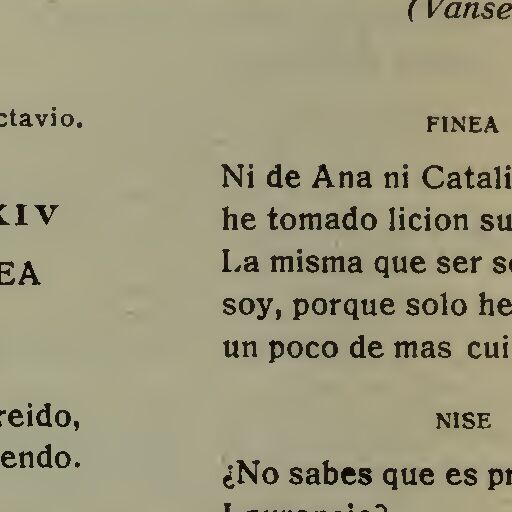 (Vanse
ctavio.
XIV
EA
reido,
endo.
FINEA
Ni de Ana ni Catali
he tomado licion su
La misma que ser
soy, porque solo he
un poco de mas cui
NISE
¿No sabes que es pr